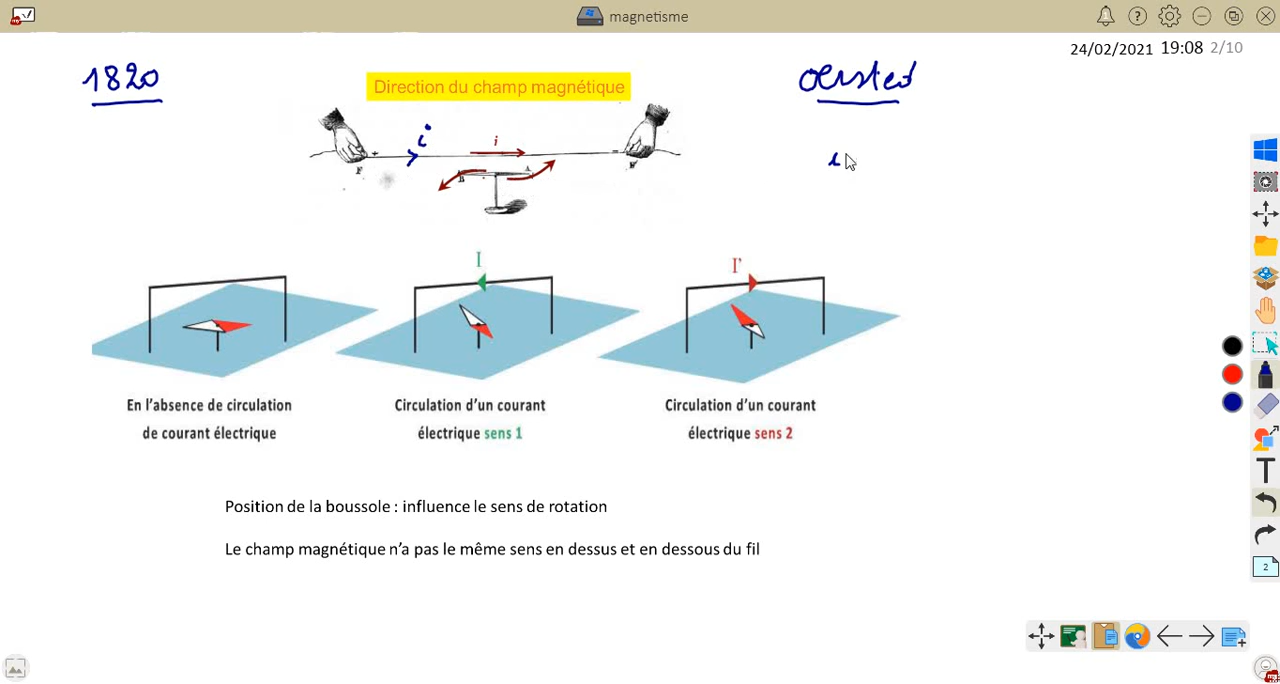 magnetisme
24/02/2021 19:08 2/10
1820
Oersted
Direction du champ magnétique
i
i
+
-
F
B
A
I
I'
En l'absence de circulation
de courant électrique
Circulation d'un courant
électrique sens 1
Circulation d'un courant
électrique sens 2
Position de la boussole : influence le sens de rotation
Le champ magnétique n'a pas le même sens en dessus et en dessous du fil
T
2